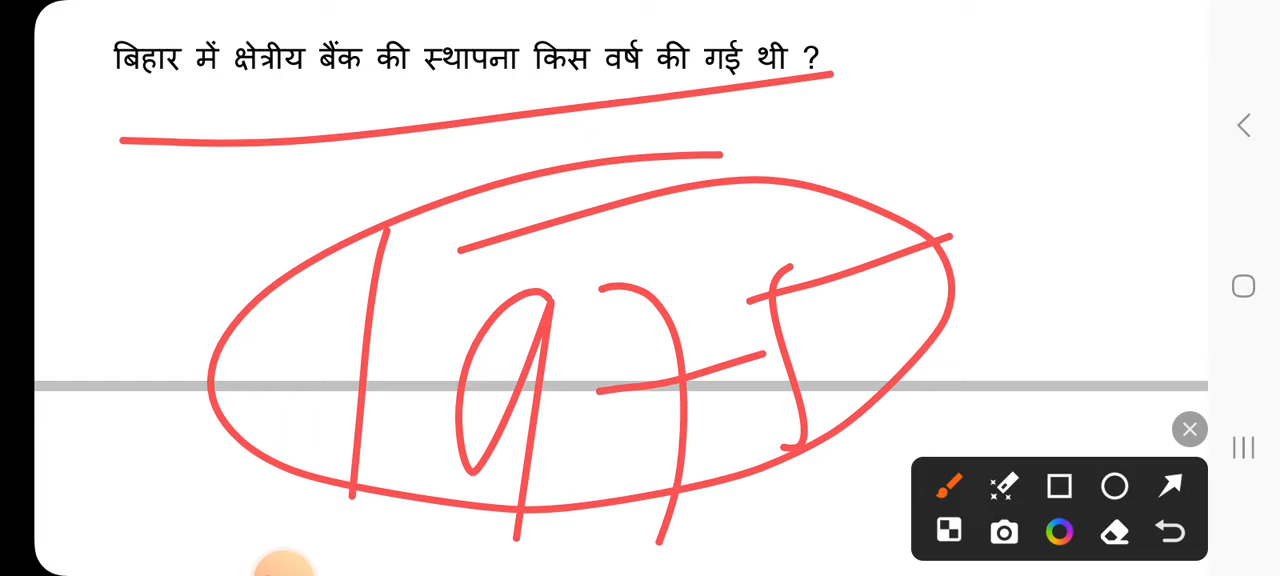 बिहार में क्षेत्रीय बैंक की स्थापना किस वर्ष की गई थी ?
1975